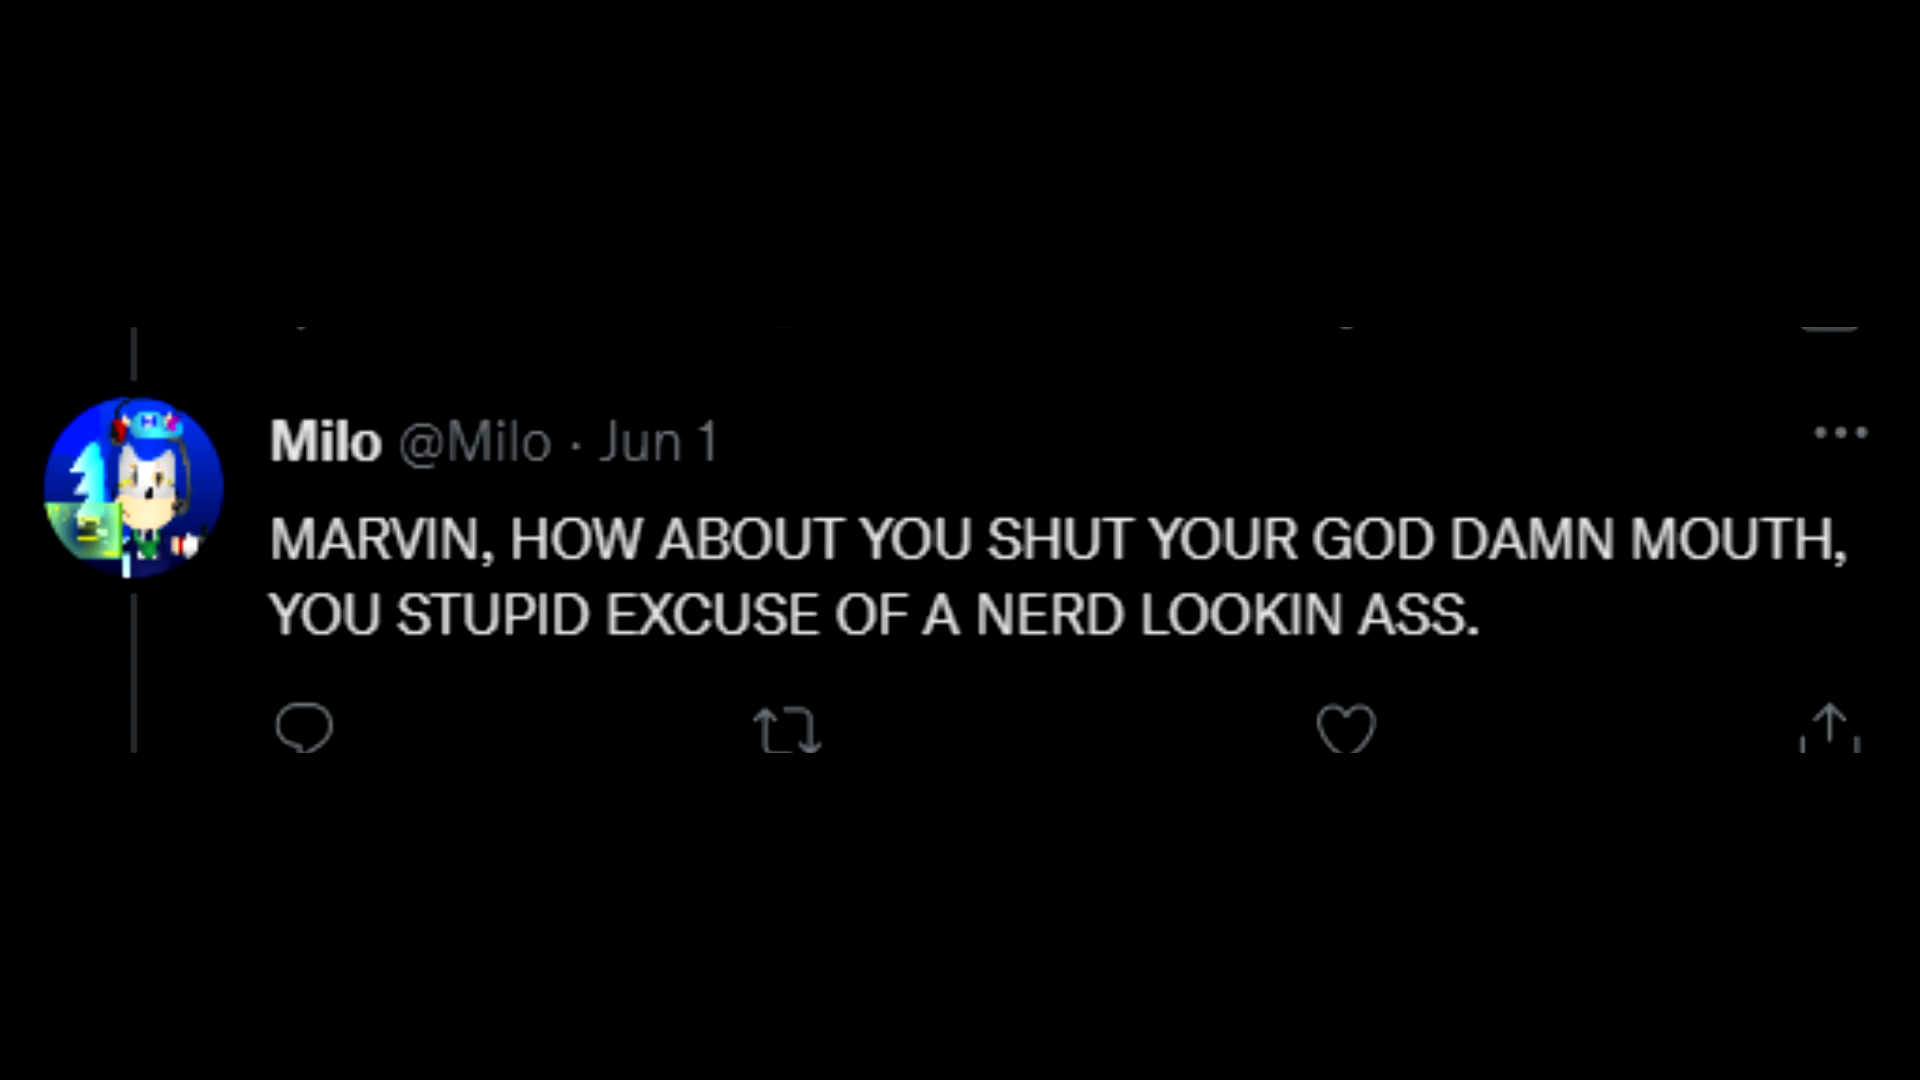 Milo @Milo · Jun 1
MARVIN, HOW ABOUT YOU SHUT YOUR GOD DAMN MOUTH,
YOU STUPID EXCUSE OF A NERD LOOKIN ASS.